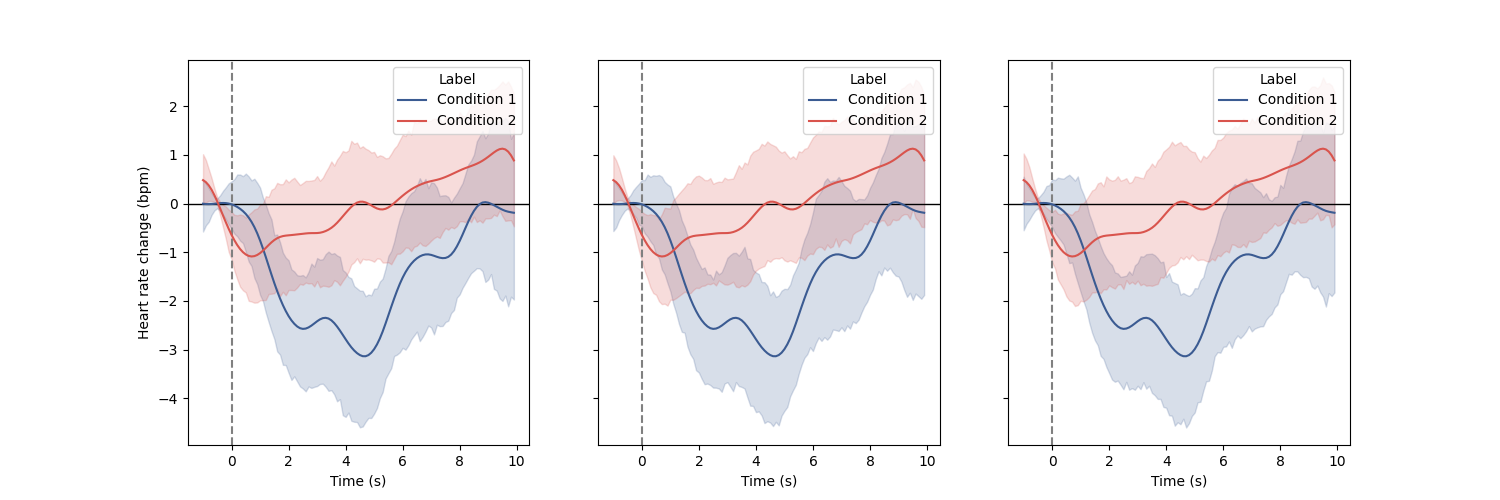 Heart rate change (bpm)
2
1
0
−1
−2
−3
−4
Label
Condition 1
Condition 2
0 2 4 6 8 10
Time (s)
Label
Condition 1
Condition 2
0 2 4 6 8 10
Time (s)
Label
Condition 1
Condition 2
0 2 4 6 8 10
Time (s)